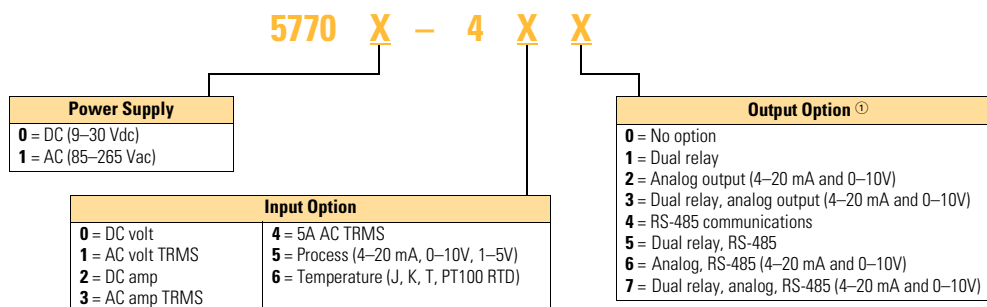 5770 X – 4 X X
Power Supply
0 = DC (9–30 Vdc)
1 = AC (85–265 Vac)
Input Option
0 = DC volt
1 = AC volt TRMS
2 = DC amp
3 = AC amp TRMS
4 = 5A AC TRMS
5 = Process (4–20 mA, 0–10V, 1–5V)
6 = Temperature (J, K, T, PT100 RTD)
Output Option ①
0 = No option
1 = Dual relay
2 = Analog output (4–20 mA and 0–10V)
3 = Dual relay, analog output (4–20 mA and 0–10V)
4 = RS-485 communications
5 = Dual relay, RS-485
6 = Analog, RS-485 (4–20 mA and 0–10V)
7 = Dual relay, analog, RS-485 (4–20 mA and 0–10V)